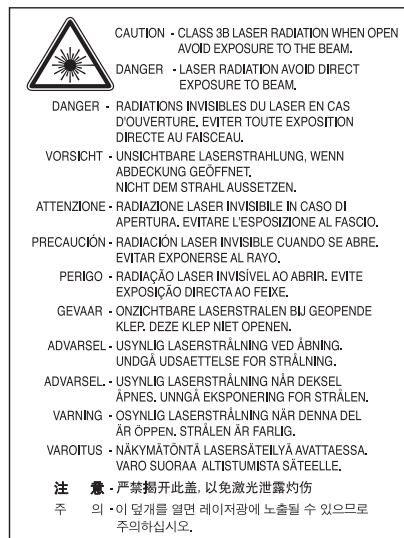 CAUTION - CLASS 3B LASER RADIATION WHEN OPEN
AVOID EXPOSURE TO THE BEAM.
DANGER - LASER RADIATION AVOID DIRECT
EXPOSURE TO BEAM.
DANGER - RADIATIONS INVISIBLES DU LASER EN CAS
D'OUVERTURE. EVITER TOUTE EXPOSITION
DIRECTE AU FAISCEAU.
VORSICHT - UNSICHTBARE LASERSTRAHLUNG, WENN
ABDECKUNG GEÖFFNET.
NICHT DEM STRAHL AUSSETZEN.
ATTENZIONE - RADIAZIONE LASER INVISIBILE IN CASO DI
APERTURA. EVITARE L'ESPOSIZIONE AL FASCIO.
PRECAUCIÓN - RADIACIÓN LASER INVISIBLE CUANDO SE ABRE.
EVITAR EXPONERSE AL RAYO.
PERIGO - RADIAÇÃO LASER INVISÍVEL AO ABRIR. EVITE
EXPOSIÇÃO DIRECTA AO FEIXE.
GEVAAR - ONZICHTBARE LASERSTRALEN BIJ GEOPENDE
KLEP. DEZE KLEP NIET OPENEN.
ADVARSEL - USYNLIG LASERSTRÅLNING VED ÅBNING.
UNDGÅ UDSAETTELSE FOR STRÅLNING.
ADVARSEL. - USYNLIG LASERSTRÅLNING NÅR DEKSEL
ÅPNES. UNNGÅ EKSPONERING FOR STRÅLEN.
VARNING - OSYNLIG LASERSTRÅLNING NÄR DENNA DEL
ÄR ÖPPEN. STRÅLEN ÄR FARLIG.
VAROITUS - NÄKYMÄTÖNTÄ LASERSÄTEILYÄ AVATTAESSA.
VARO SUORAA ALTISTUMISTA SÄTEELLE.
注 意 - 严禁揭开此盖, 以免激光泄露灼伤
주 의 - 이 덮개를 열면 레이저광에 노출될 수 있으므로
주의하십시오.